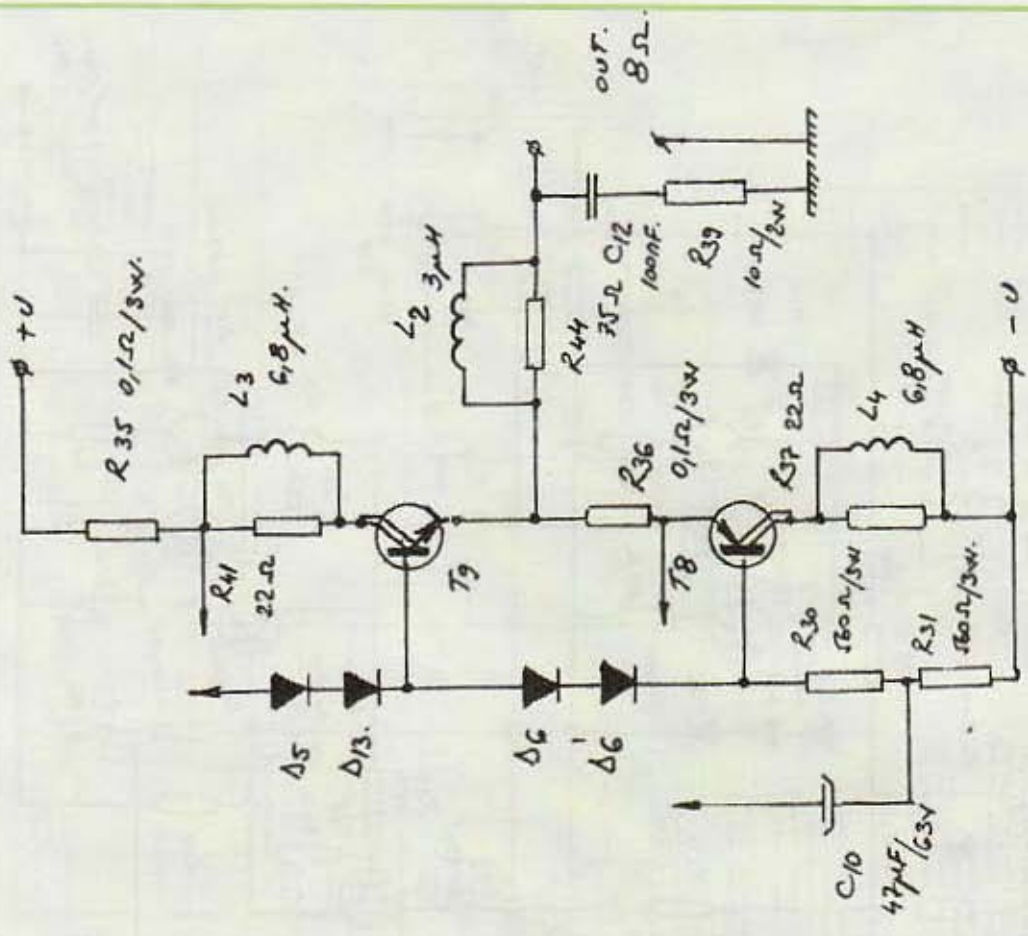 +U
R35 0,1Ω/3w.
L3
6,8μH.
R41
22Ω
T9
L2 3μH
R44
75Ω
C12
100nF.
R39
10Ω/2w
OUT.
8Ω.
R36
0,1Ω/3w
T8
R37 22Ω
L4
6,8μH
- U
Δ5
Δ13.
Δ6
Δ6'
R30
560Ω/3w
R31
560Ω/3w.
C10
47μF/63v